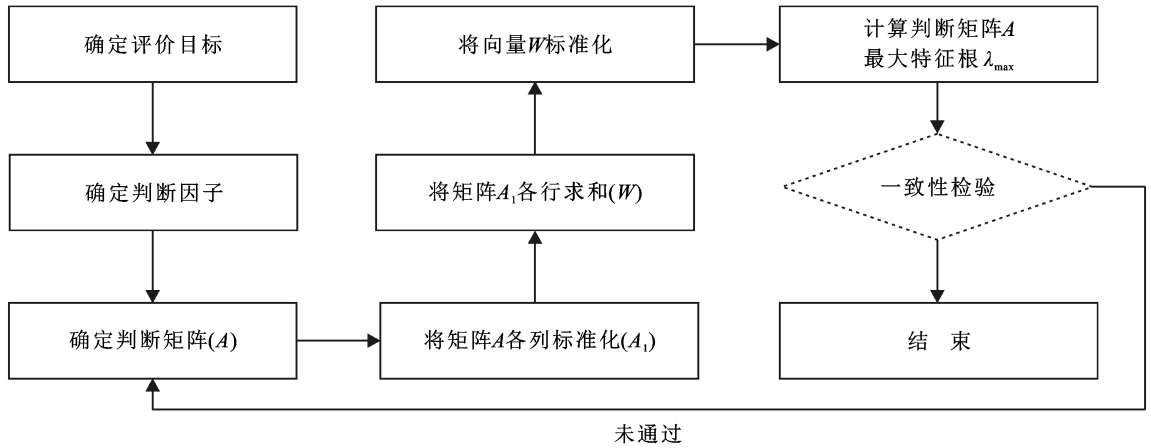 确定评价目标
确定判断因子
确定判断矩阵(A)
将矩阵A各列标准化(A₁)
将矩阵A₁各行求和(W)
将向量W标准化
计算判断矩阵A
最大特征根λmax
一致性检验
结 束
未通过